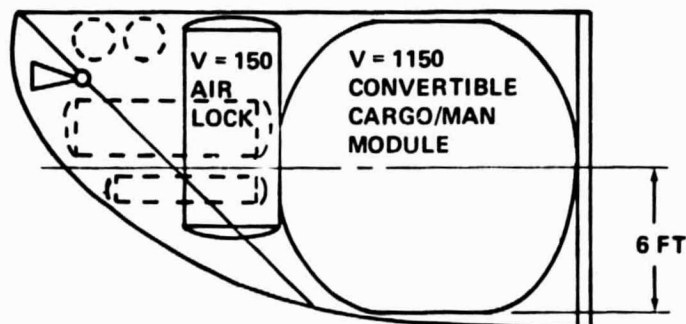 V = 150
AIR
LOCK
V = 1150
CONVERTIBLE
CARGO/MAN
MODULE
6 FT